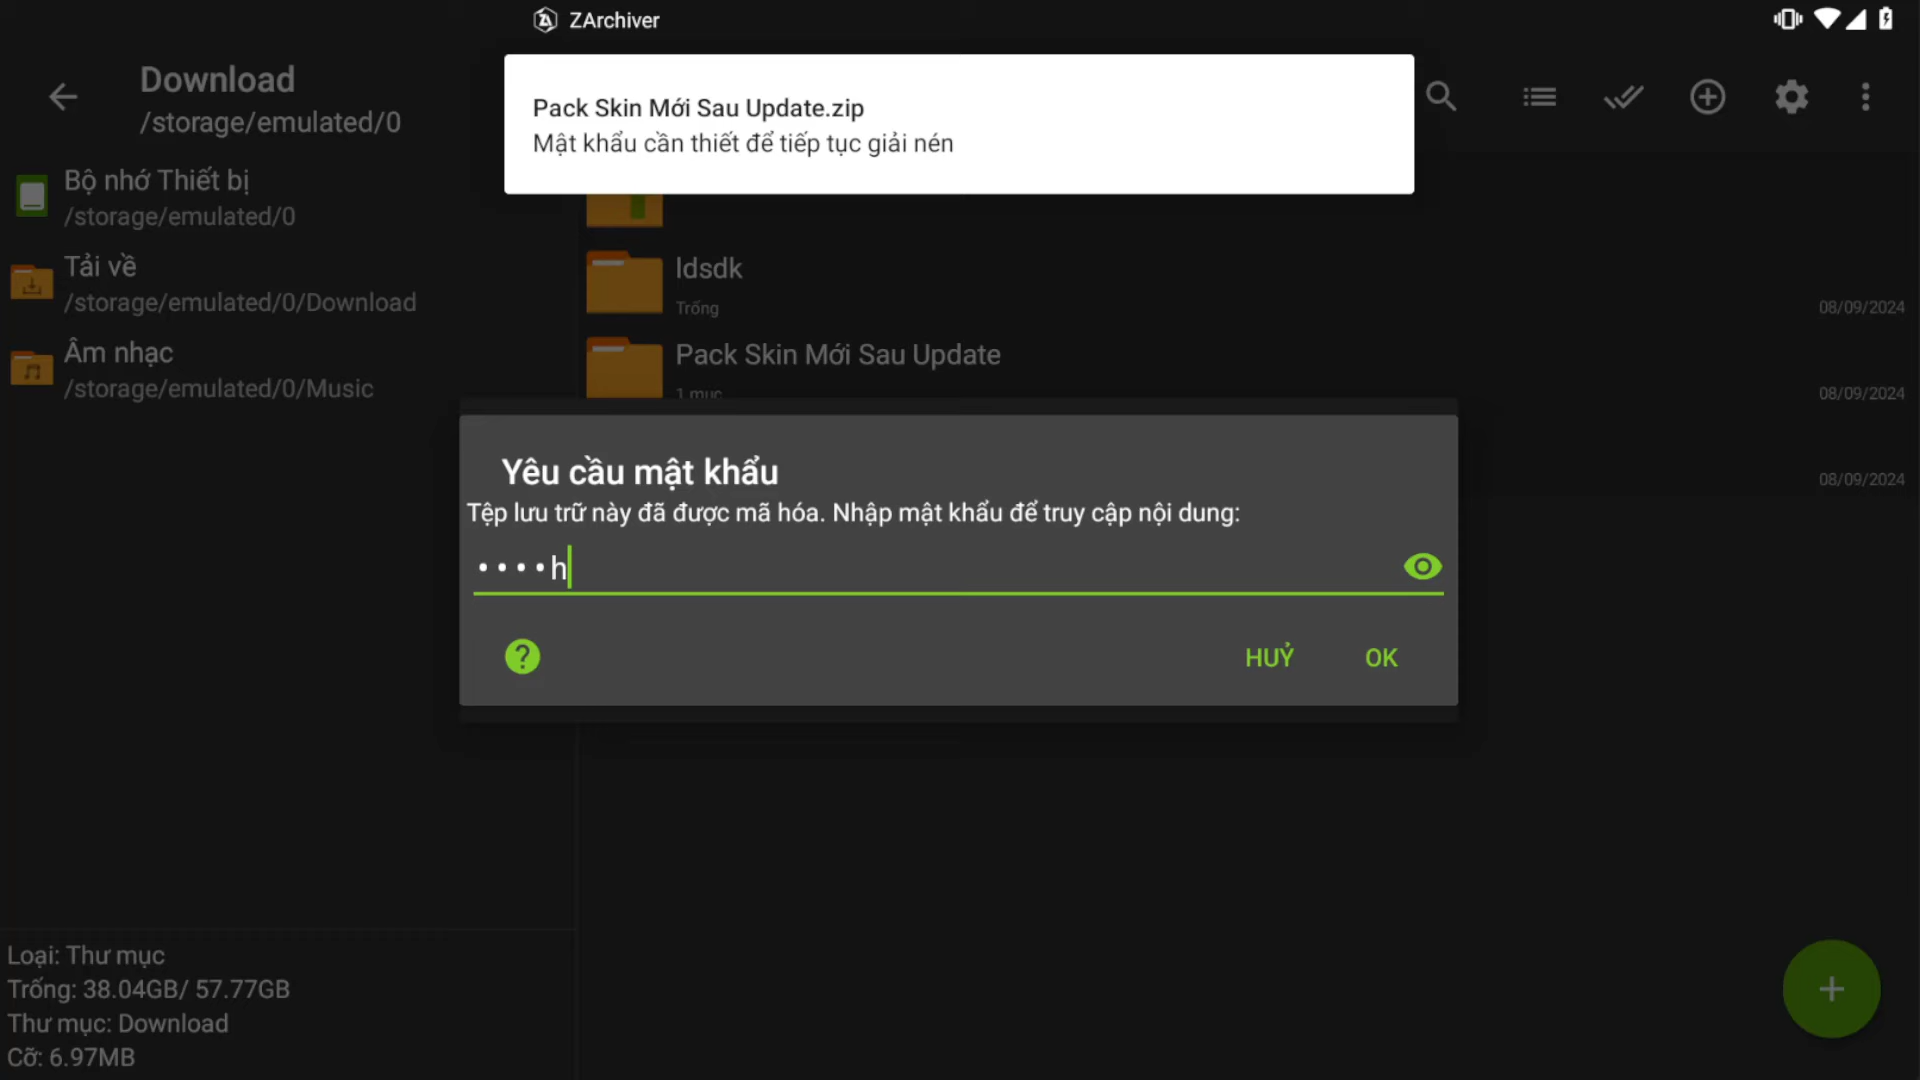 ZArchiver
Download
/storage/emulated/0
Pack Skin Mới Sau Update.zip
Mật khẩu cần thiết để tiếp tục giải nén
Bộ nhớ Thiết bị
/storage/emulated/0
Tải về
/storage/emulated/0/Download
Âm nhạc
/storage/emulated/0/Music
ldsdk
Trống
08/09/2024
Pack Skin Mới Sau Update
1 mục
08/09/2024
08/09/2024
Yêu cầu mật khẩu
Tệp lưu trữ này đã được mã hóa. Nhập mật khẩu để truy cập nội dung:
••••h
?
HUỶ
OK
Loại: Thư mục
Trống: 38.04GB/ 57.77GB
Thư mục: Download
Cỡ: 6.97MB